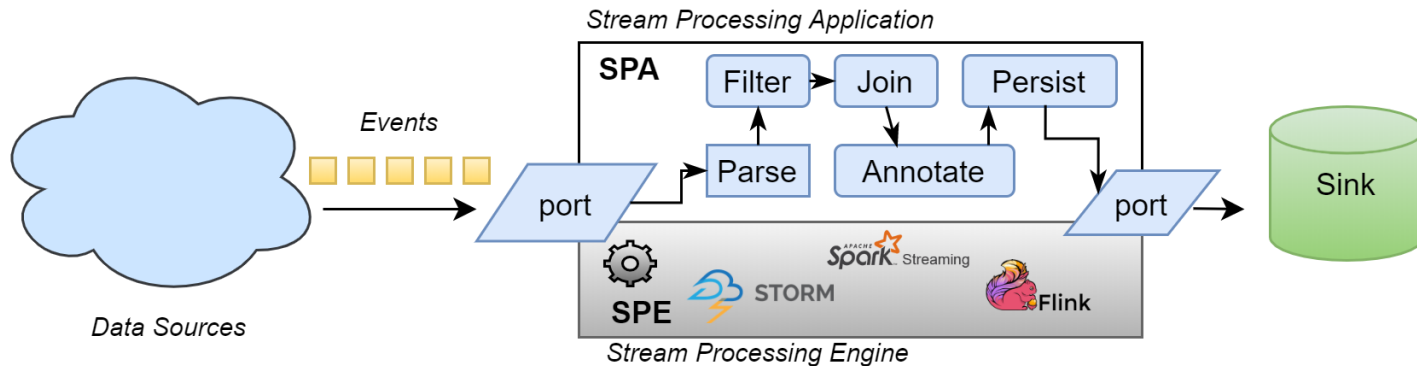 Stream Processing Application
SPA
Filter
Join
Persist
Events
Parse
Annotate
port
port
Sink
APACHE
Spark Streaming
STORM
Flink
SPE
Data Sources
Stream Processing Engine